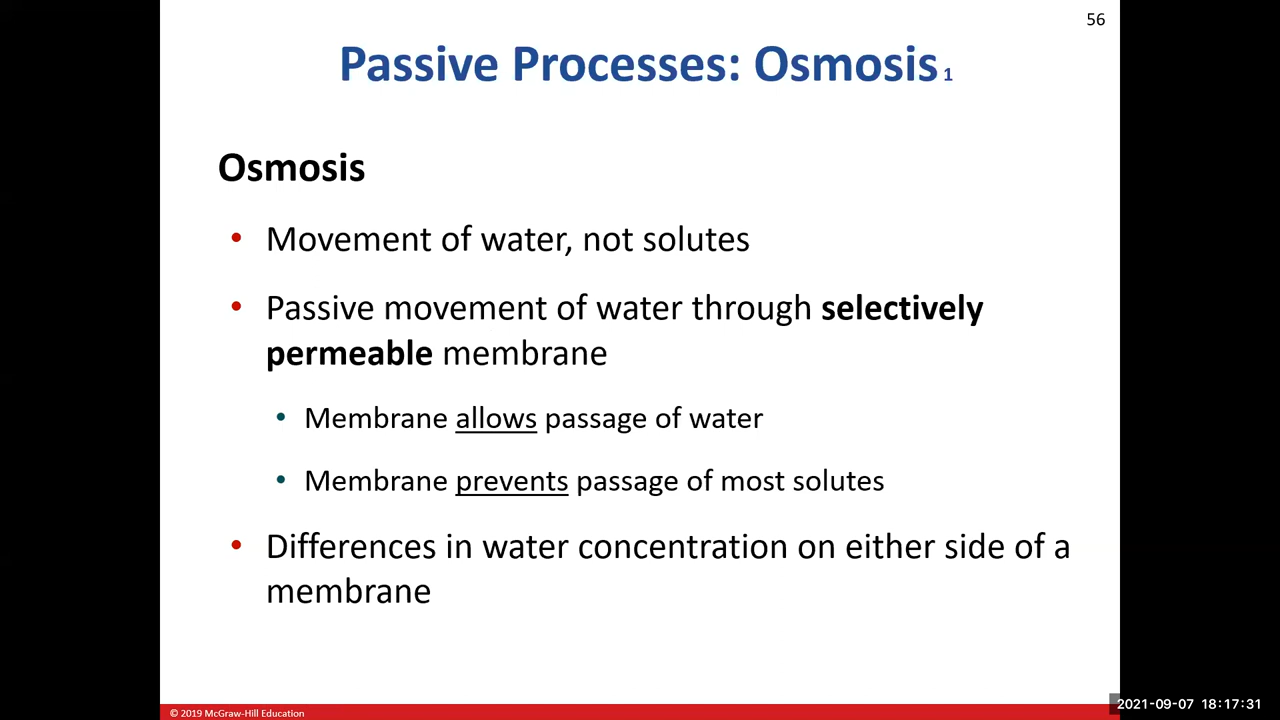 56
Passive Processes: Osmosis 1
Osmosis
• Movement of water, not solutes
• Passive movement of water through selectively
permeable membrane
• Membrane allows passage of water
• Membrane prevents passage of most solutes
• Differences in water concentration on either side of a
membrane
© 2019 McGraw-Hill Education
2021-09-07 18:17:31